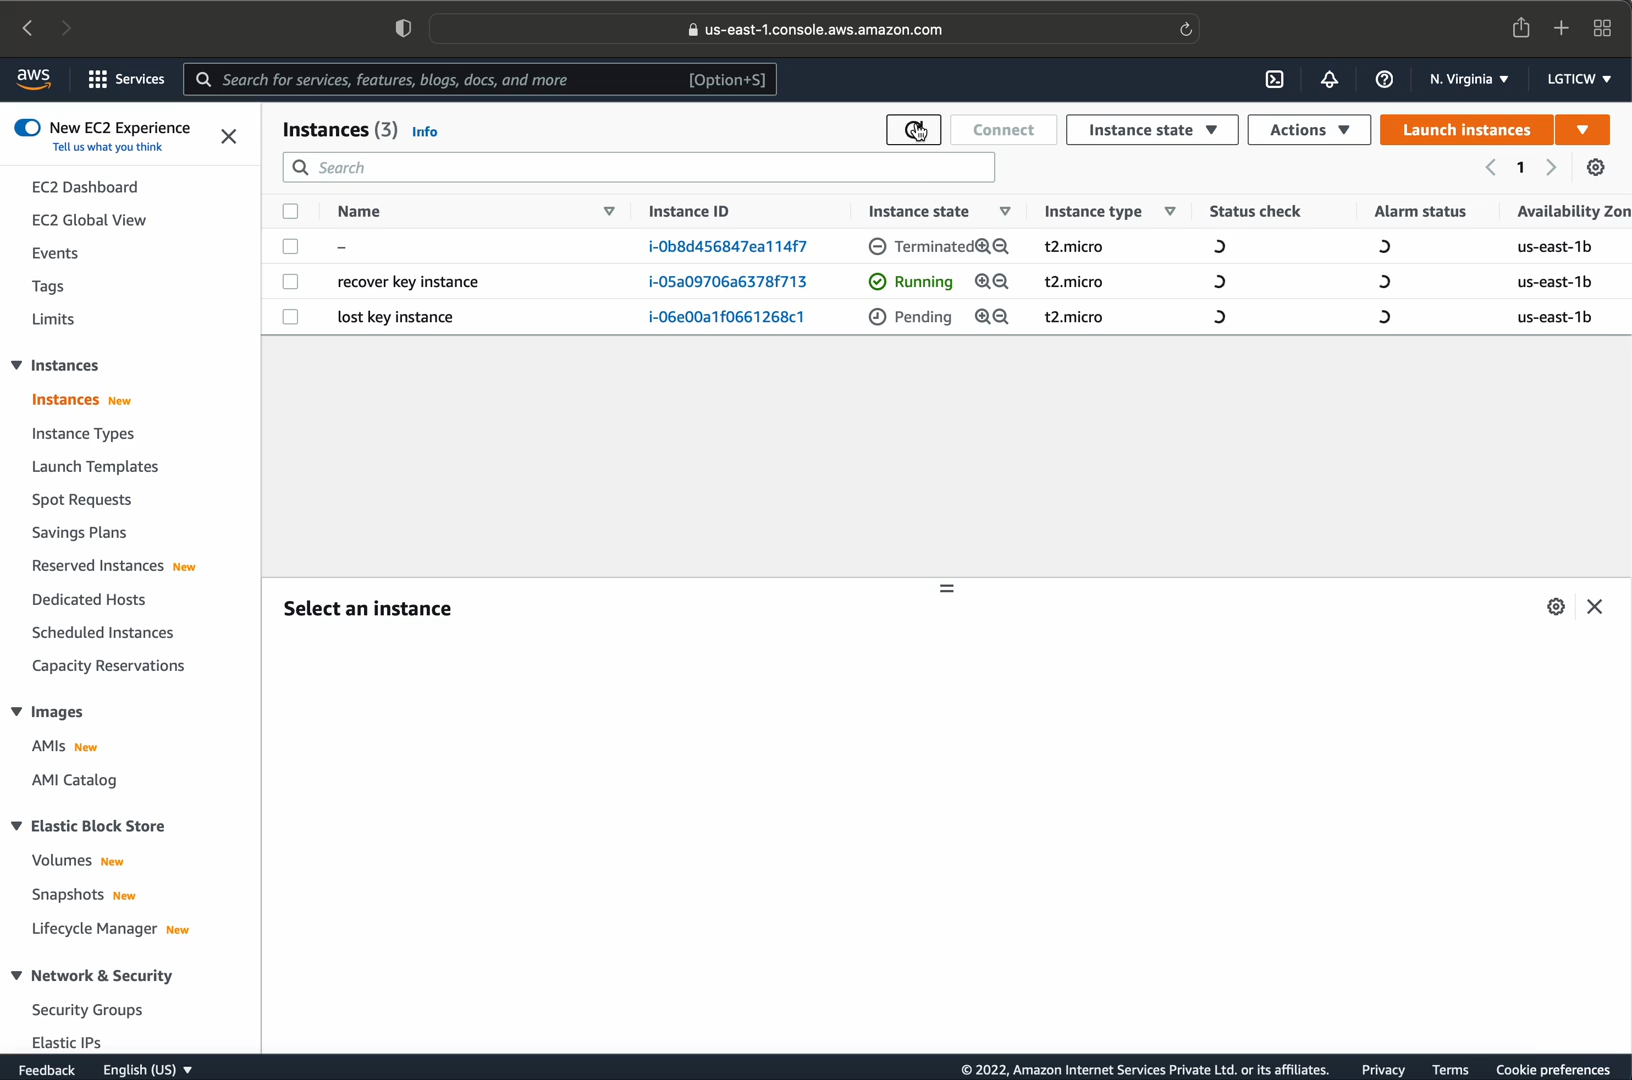 us-east-1.console.aws.amazon.com
aws
Services
Search for services, features, blogs, docs, and more
[Option+S]
N. Virginia
LGTICW
New EC2 Experience
Tell us what you think
EC2 Dashboard
EC2 Global View
Events
Tags
Limits
Instances
Instances New
Instance Types
Launch Templates
Spot Requests
Savings Plans
Reserved Instances New
Dedicated Hosts
Scheduled Instances
Capacity Reservations
Images
AMIs New
AMI Catalog
Elastic Block Store
Volumes New
Snapshots New
Lifecycle Manager New
Network & Security
Security Groups
Elastic IPs
Instances (3) Info
Connect
Instance state
Actions
Launch instances
Search
1
Name Instance ID Instance state Instance type Status check Alarm status Availability Zon
– i-0b8d456847ea114f7 Terminated t2.micro us-east-1b
recover key instance i-05a09706a6378f713 Running t2.micro us-east-1b
lost key instance i-06e00a1f0661268c1 Pending t2.micro us-east-1b
Select an instance
Feedback English (US) © 2022, Amazon Internet Services Private Ltd. or its affiliates. Privacy Terms Cookie preferences